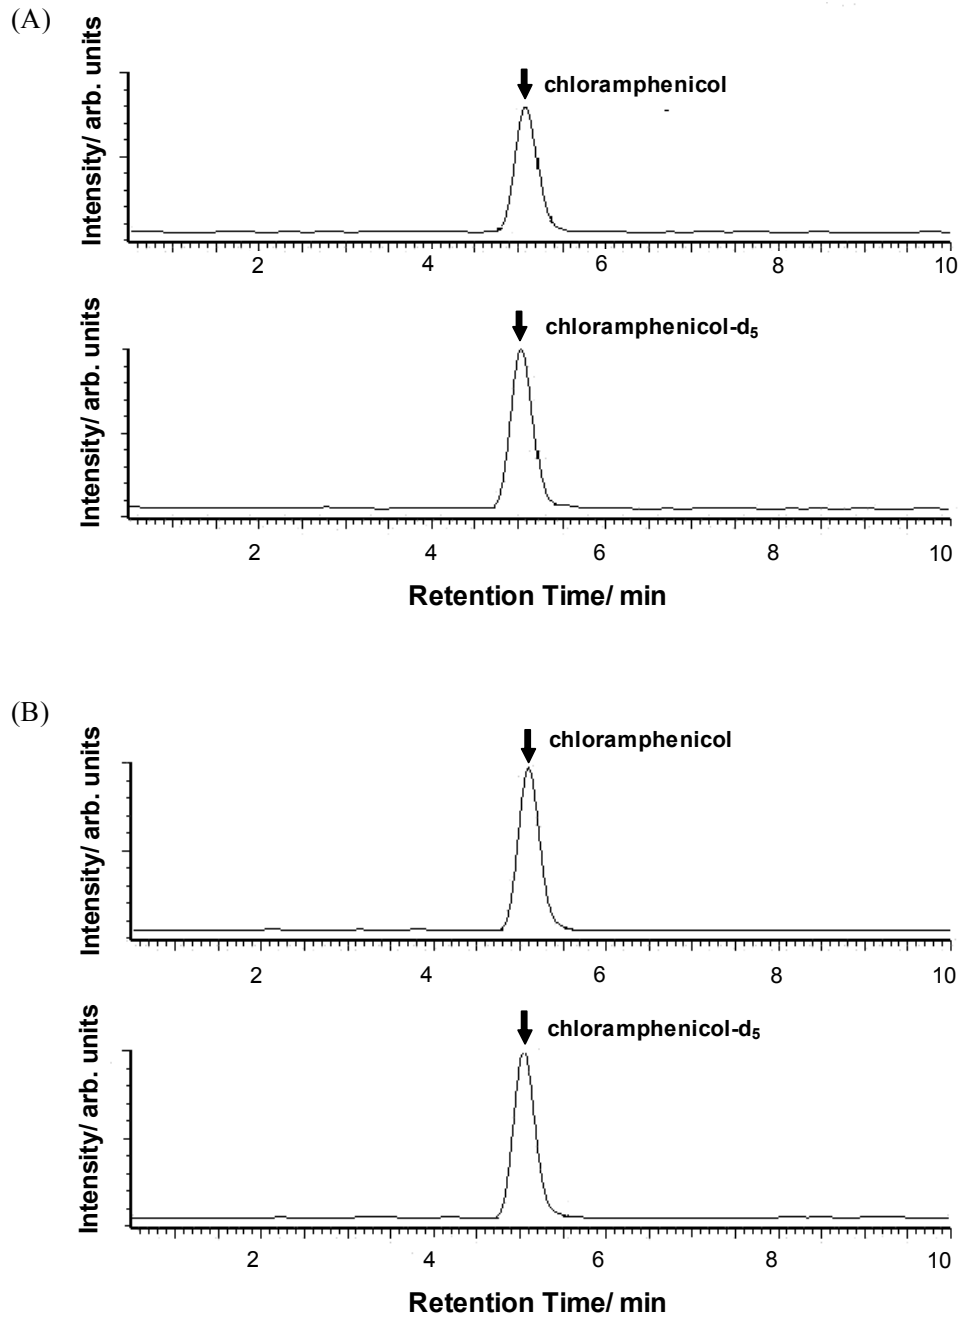 (A)
Intensity/ arb. units
chloramphenicol
2 4 6 8 10
Intensity/ arb. units
chloramphenicol-d₅
2 4 6 8 10
Retention Time/ min
(B)
Intensity/ arb. units
chloramphenicol
2 4 6 8 10
Intensity/ arb. units
chloramphenicol-d₅
2 4 6 8 10
Retention Time/ min